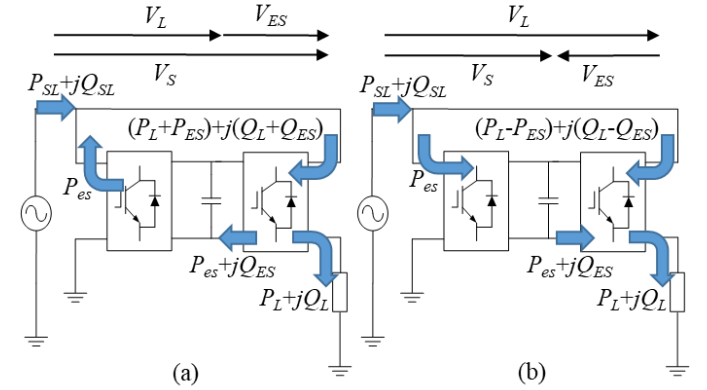 V_L V_ES
V_S
P_SL+jQ_SL
(P_L+P_ES)+j(Q_L+Q_ES)
P_es
P_es+jQ_ES
P_L+jQ_L
(a)
V_L
V_S V_ES
P_SL+jQ_SL
(P_L-P_ES)+j(Q_L-Q_ES)
P_es
P_es+jQ_ES
P_L+jQ_L
(b)